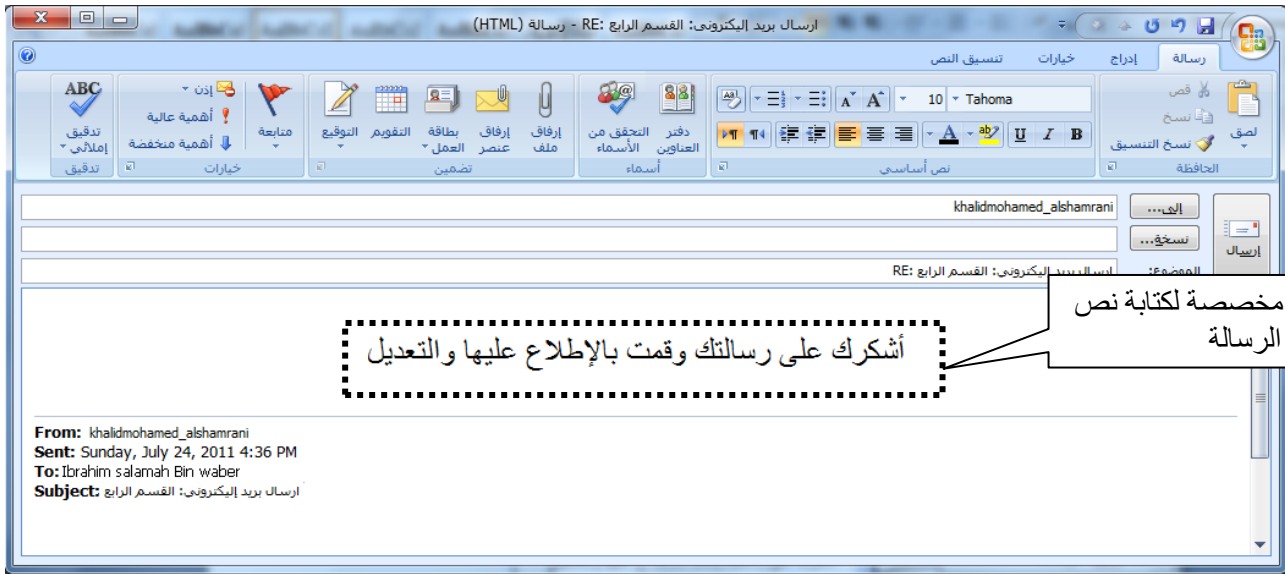 ارسال بريد إليكتروني: القسم الرابع RE: - رسالة (HTML)
رسالة
إدراج
خيارات
تنسيق النص
لصق
قص
نسخ
نسخ التنسيق
الحافظة
Tahoma
10
B I U
نص أساسي
دفتر العناوين
التحقق من الأسماء
أسماء
إرفاق ملف
إرفاق عنصر
بطاقة العمل
التقويم
التوقيع
تضمين
متابعة
إذن
أهمية عالية
أهمية منخفضة
خيارات
ABC
تدقيق إملائي
تدقيق
إرسال
إلى...
khalidmohamed_alshamrani
نسخة...
الموضوع:
ارسال بريد إليكتروني: القسم الرابع RE:
مخصصة لكتابة نص
الرسالة
أشكرك على رسالتك وقمت بالإطلاع عليها والتعديل
From: khalidmohamed_alshamrani
Sent: Sunday, July 24, 2011 4:36 PM
To: Ibrahim salamah Bin waber
Subject: ارسال بريد إليكتروني: القسم الرابع